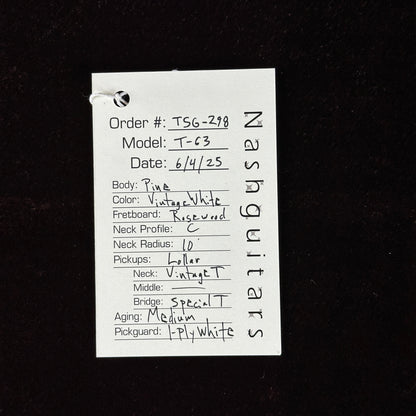 Order #: TSG-298
Model: T-63
Date: 6/4/25
Body: Pine
Color: Vintage White
Fretboard: Rosewood
Neck Profile: C
Neck Radius: 10
Pickups: Lollar
Neck: Vintage T
Middle: —
Bridge: Special T
Aging: Medium
Pickguard: 1-Ply White
Nashguitars